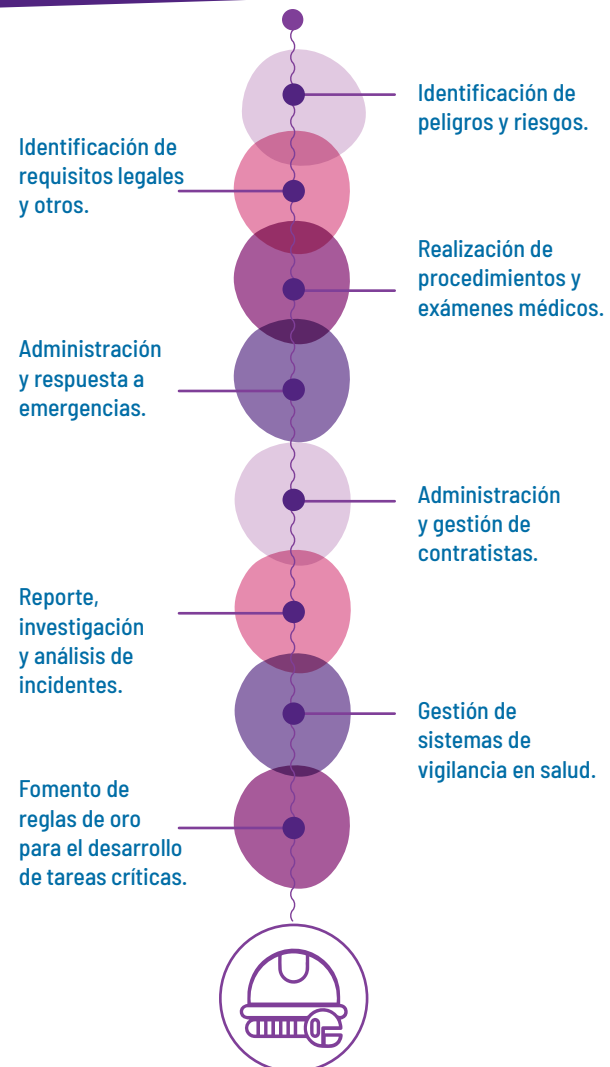 Identificación de
peligros y riesgos.
Identificación de
requisitos legales
y otros.
Realización de
procedimientos y
exámenes médicos.
Administración
y respuesta a
emergencias.
Administración
y gestión de
contratistas.
Reporte,
investigación
y análisis de
incidentes.
Gestión de
sistemas de
vigilancia en salud.
Fomento de
reglas de oro
para el desarrollo
de tareas críticas.